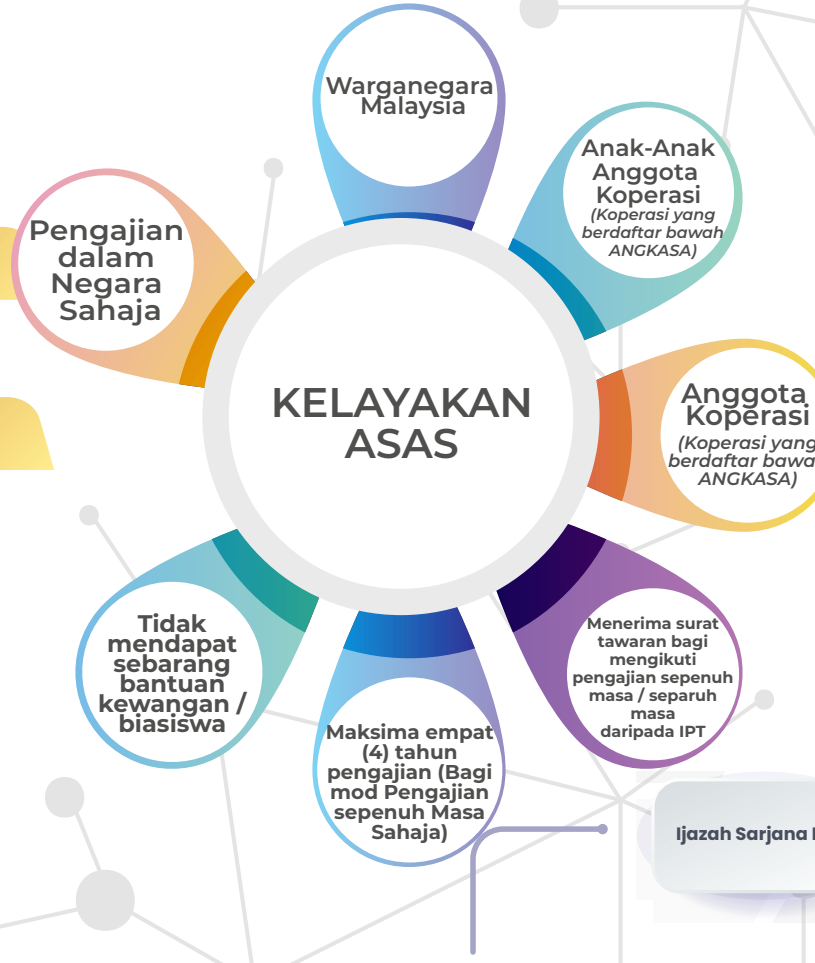 KELAYAKAN
ASAS
Warganegara
Malaysia
Anak-Anak
Anggota
Koperasi
(Koperasi yang
berdaftar bawah
ANGKASA)
Anggota
Koperasi
(Koperasi yang
berdaftar
ANGKASA)
Menerima surat
tawaran bagi
mengikuti
pengajian sepenuh
masa / separuh
masa
daripada IPT
Maksima empat
(4) tahun
pengajian (Bagi
mod Pengajian
sepenuh Masa
Sahaja)
Tidak
mendapat
sebarang
bantuan
kewangan /
biasiswa
Pengajian
dalam
Negara
Sahaja
Ijazah Sarjana